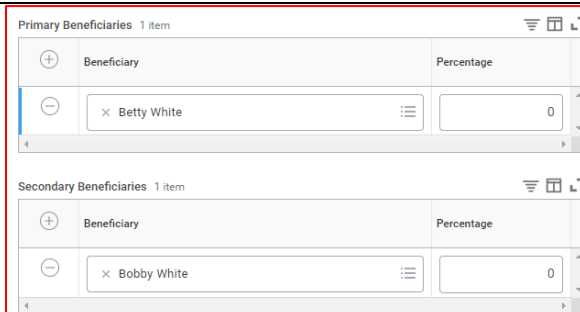 Primary Beneficiaries 1 item
Beneficiary Percentage
× Betty White 0
Secondary Beneficiaries 1 item
Beneficiary Percentage
× Bobby White 0